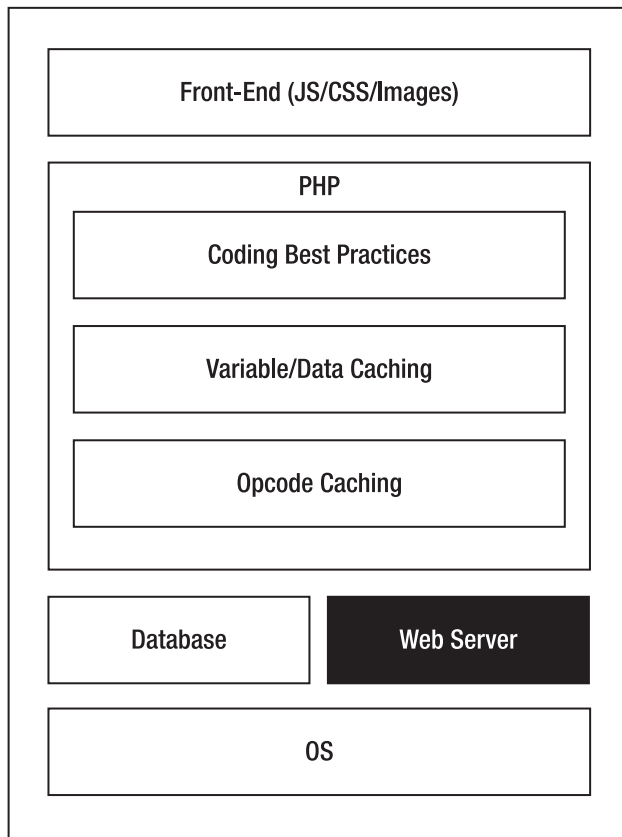 Front-End (JS/CSS/Images)
PHP
Coding Best Practices
Variable/Data Caching
Opcode Caching
Database
Web Server
OS